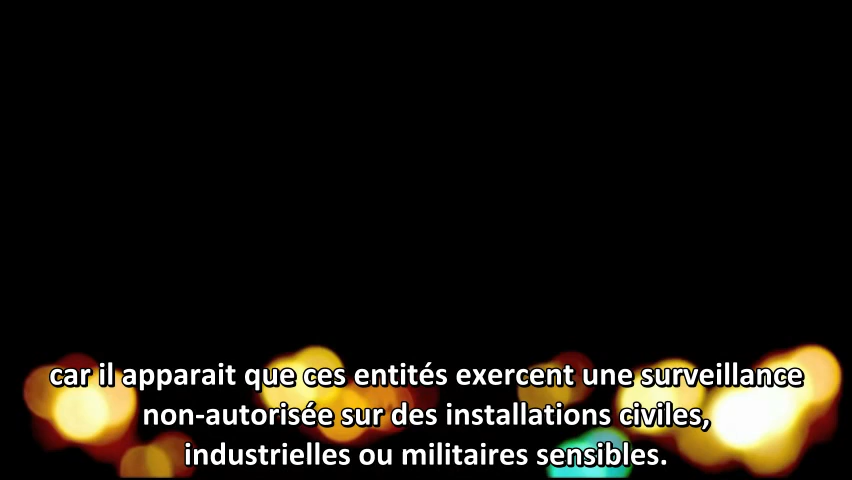 car il apparait que ces entités exercent une surveillance
non-autorisée sur des installations civiles,
industrielles ou militaires sensibles.